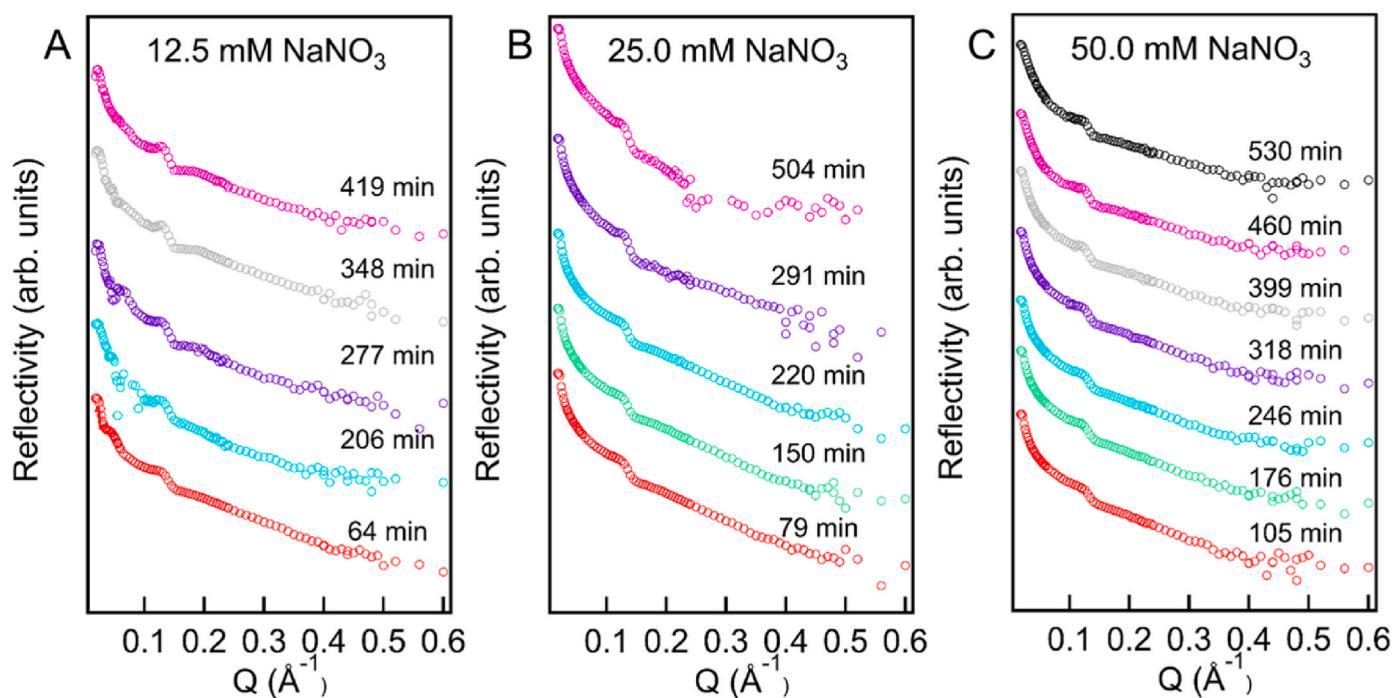 A
12.5 mM NaNO₃
Reflectivity (arb. units)
419 min
348 min
277 min
206 min
64 min
0.1 0.2 0.3 0.4 0.5 0.6
Q (Å⁻¹)
B
25.0 mM NaNO₃
Reflectivity (arb. units)
504 min
291 min
220 min
150 min
79 min
0.1 0.2 0.3 0.4 0.5 0.6
Q (Å⁻¹)
C
50.0 mM NaNO₃
Reflectivity (arb. units)
530 min
460 min
399 min
318 min
246 min
176 min
105 min
0.1 0.2 0.3 0.4 0.5 0.6
Q (Å⁻¹)